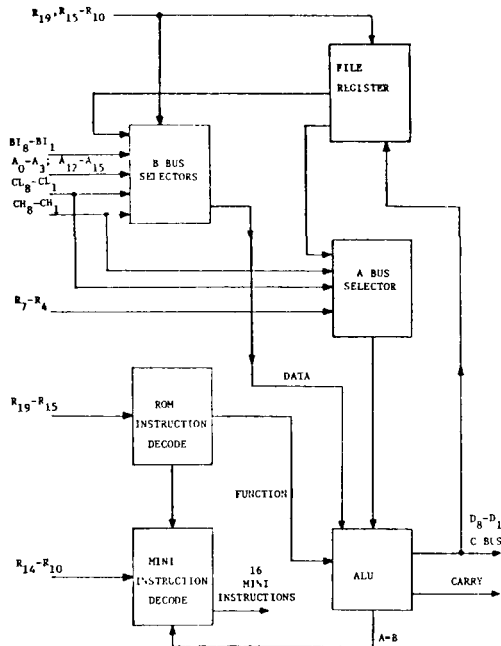 R19, R15-R10
FILE
REGISTER
BI8-BI1
A0-A3; A12-A15
CL8-CL1
CH8-CH1
B BUS
SELECTORS
A BUS
SELECTOR
R7-R4
DATA
R19-R15
ROM
INSTRUCTION
DECODE
FUNCTION
D8-D1
C BUS
R14-R10
MINI
INSTRUCTION
DECODE
16
MINI
INSTRUCTIONS
ALU
CARRY
A=B